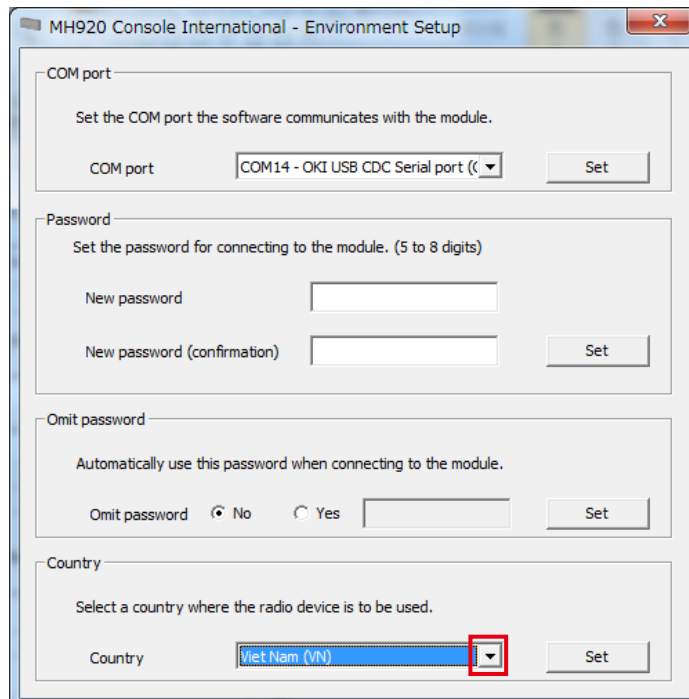 MH920 Console International - Environment Setup
COM port
Set the COM port the software communicates with the module.
COM port COM14 - OKI USB CDC Serial port (C Set
Password
Set the password for connecting to the module. (5 to 8 digits)
New password
New password (confirmation) Set
Omit password
Automatically use this password when connecting to the module.
Omit password No Yes Set
Country
Select a country where the radio device is to be used.
Country Viet Nam (VN) Set